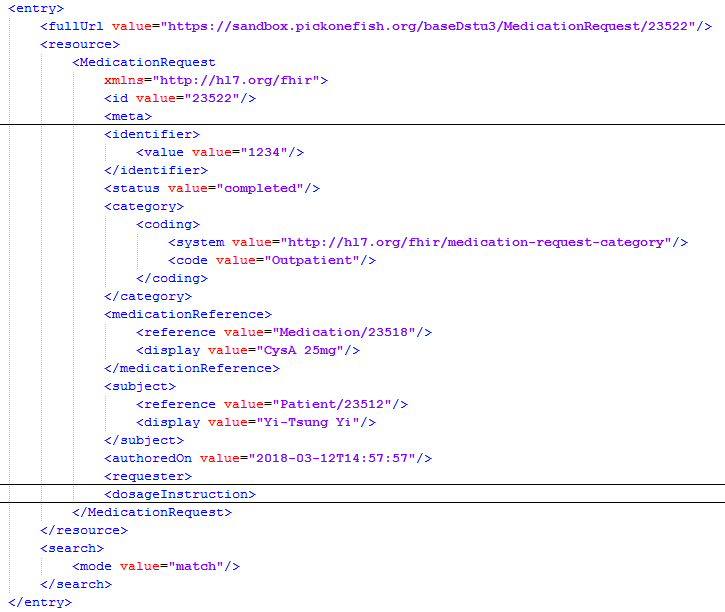 <entry>
<fullUrl value="https://sandbox.pickonefish.org/baseDstu3/MedicationRequest/23522"/>
<resource>
<MedicationRequest
xmlns="http://hl7.org/fhir">
<id value="23522"/>
<meta>
<identifier>
<value value="1234"/>
</identifier>
<status value="completed"/>
<category>
<coding>
<system value="http://hl7.org/fhir/medication-request-category"/>
<code value="Outpatient"/>
</coding>
</category>
<medicationReference>
<reference value="Medication/23518"/>
<display value="CysA 25mg"/>
</medicationReference>
<subject>
<reference value="Patient/23512"/>
<display value="Yi-Tsung Yi"/>
</subject>
<authoredOn value="2018-03-12T14:57:57"/>
<requester>
<dosageInstruction>
</MedicationRequest>
</resource>
<search>
<mode value="match"/>
</search>
</entry>